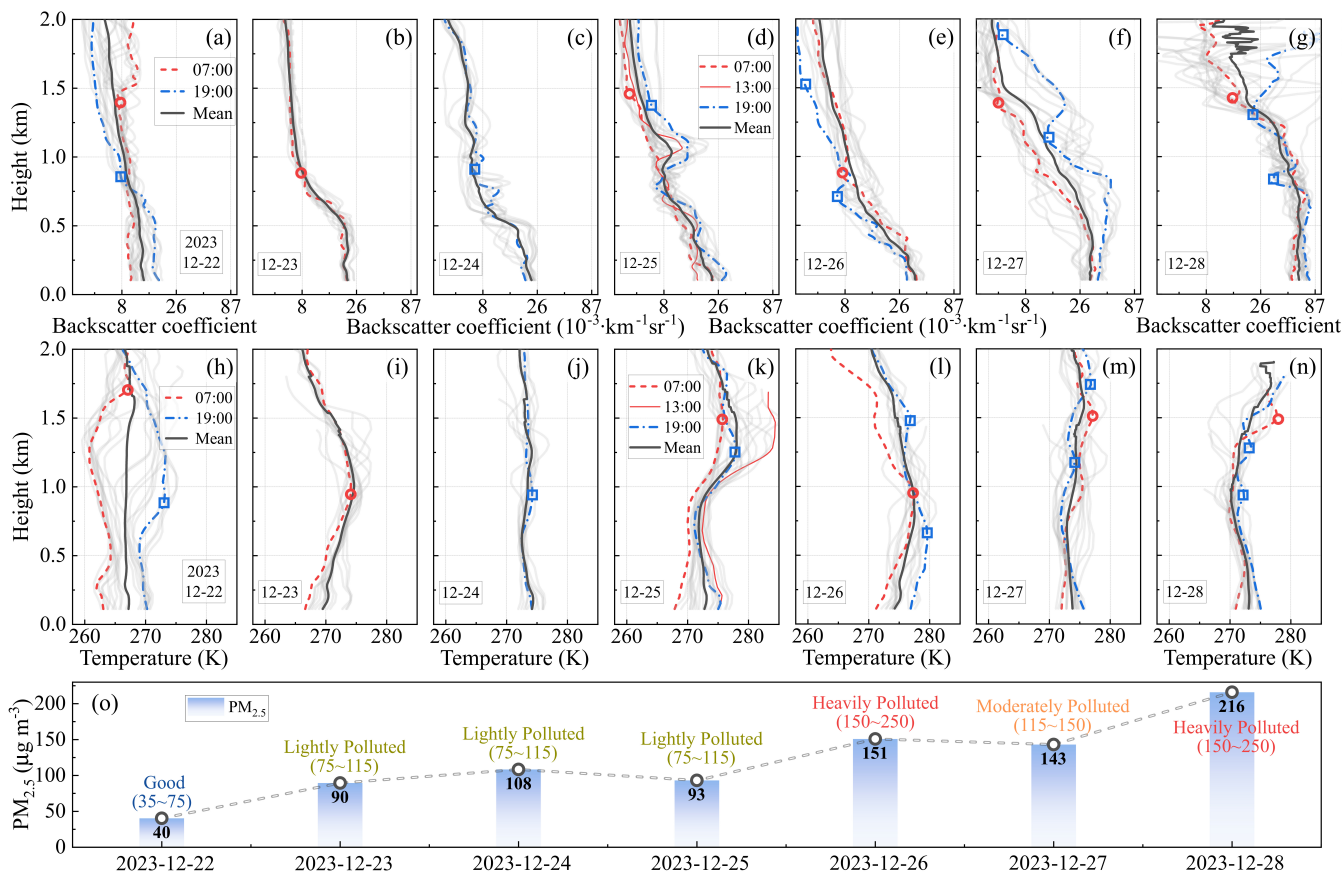 2.0
1.5
1.0
0.5
0.0
Height (km)
(a)
07:00
19:00
Mean
2023
12-22
8 26 87
Backscatter coefficient
(b)
12-23
8 26 87
(c)
12-24
8 26 87
Backscatter coefficient (10⁻³·km⁻¹sr⁻¹)
(d)
07:00
13:00
19:00
Mean
12-25
8 26 87
(e)
12-26
8 26 87
(f)
12-27
8 26 87
Backscatter coefficient (10⁻³·km⁻¹sr⁻¹)
(g)
12-28
8 26 87
Backscatter coefficient
2.0
1.5
1.0
0.5
0.0
Height (km)
(h)
07:00
19:00
Mean
2023
12-22
260 270 280
Temperature (K)
(i)
12-23
260 270 280
Temperature (K)
(j)
12-24
260 270 280
Temperature (K)
(k)
07:00
13:00
19:00
Mean
12-25
260 270 280
Temperature (K)
(l)
12-26
260 270 280
Temperature (K)
(m)
12-27
260 270 280
Temperature (K)
(n)
12-28
260 270 280
Temperature (K)
(o)
PM₂.₅
PM₂.₅ (μg m⁻³)
200
150
100
50
0
Good
(35~75)
40
Lightly Polluted
(75~115)
90
Lightly Polluted
(75~115)
108
Lightly Polluted
(75~115)
93
Heavily Polluted
(150~250)
151
Moderately Polluted
(115~150)
143
216
Heavily Polluted
(150~250)
2023-12-22 2023-12-23 2023-12-24 2023-12-25 2023-12-26 2023-12-27 2023-12-28